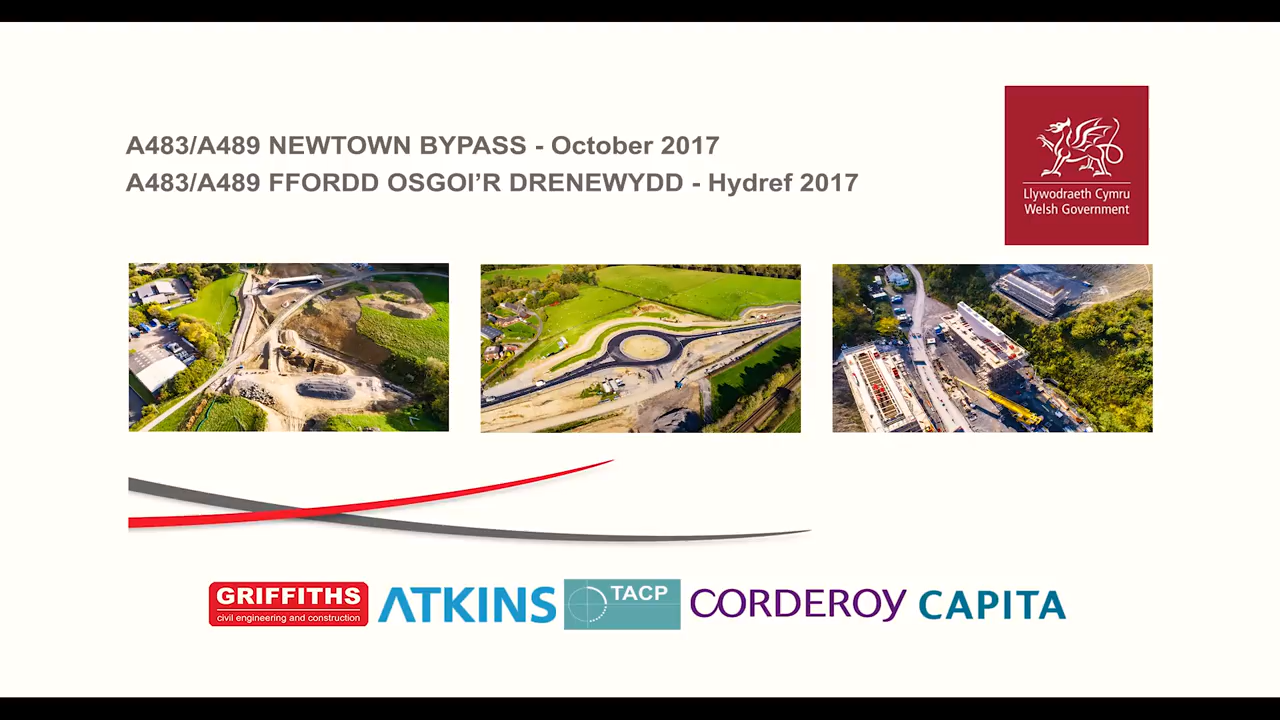 A483/A489 NEWTOWN BYPASS - October 2017
A483/A489 FFORDD OSGOI’R DRENEWYDD - Hydref 2017
Llywodraeth Cymru
Welsh Government
GRIFFITHS
civil engineering and construction
ATKINS
TACP
CORDEROY
CAPITA